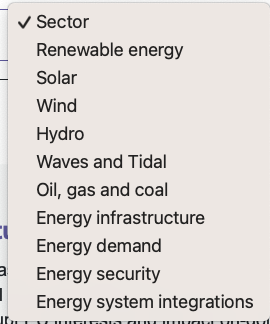 ✓ Sector
Renewable energy
Solar
Wind
Hydro
Waves and Tidal
Oil, gas and coal
Energy infrastructure
Energy demand
Energy security
Energy system integrations